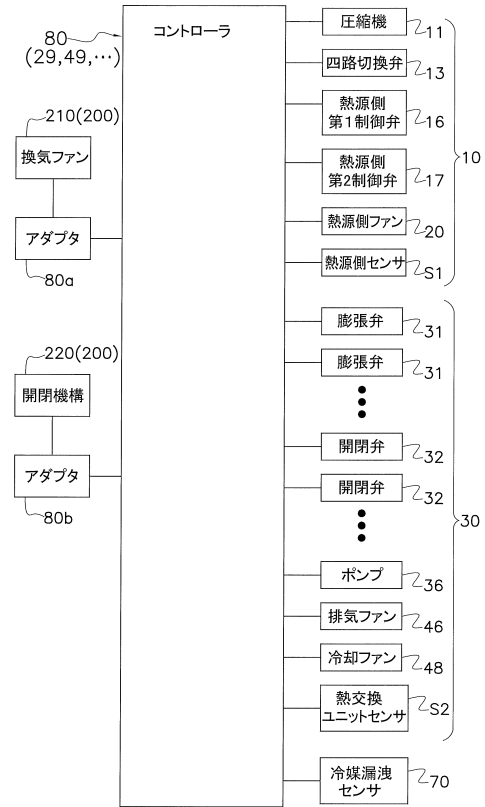 80
(29,49,…)
コントローラ
210(200)
換気ファン
アダプタ
80a
220(200)
開閉機構
アダプタ
80b
圧縮機
11
四路切換弁
13
熱源側
第1制御弁
16
熱源側
第2制御弁
17
熱源側ファン
20
熱源側センサ
S1
10
膨張弁
31
膨張弁
31
開閉弁
32
開閉弁
32
ポンプ
36
排気ファン
46
冷却ファン
48
熱交換
ユニットセンサ
S2
30
冷媒漏洩
センサ
70